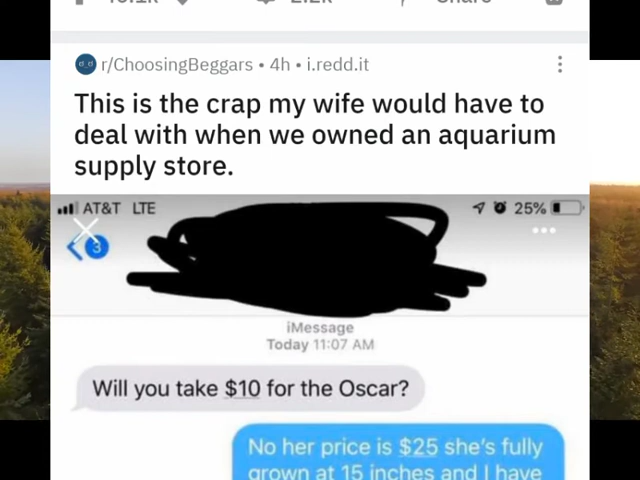 Share
r/ChoosingBeggars • 4h • i.redd.it
This is the crap my wife would have to
deal with when we owned an aquarium
supply store.
AT&T LTE 25%
3
iMessage
Today 11:07 AM
Will you take $10 for the Oscar?
No her price is $25 she's fully
grown at 15 inches and I have